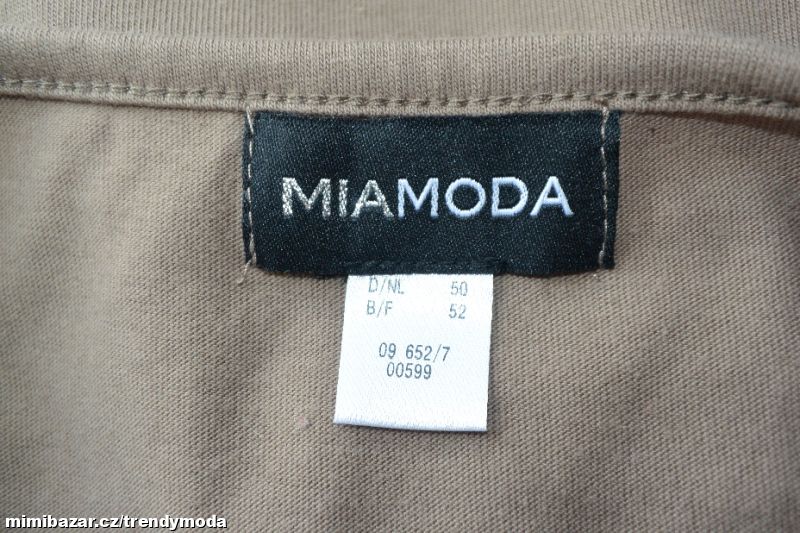 MIAMODA
D/NL 50
B/F 52
09 652/7
00599
mimibazar.cz/trendymoda